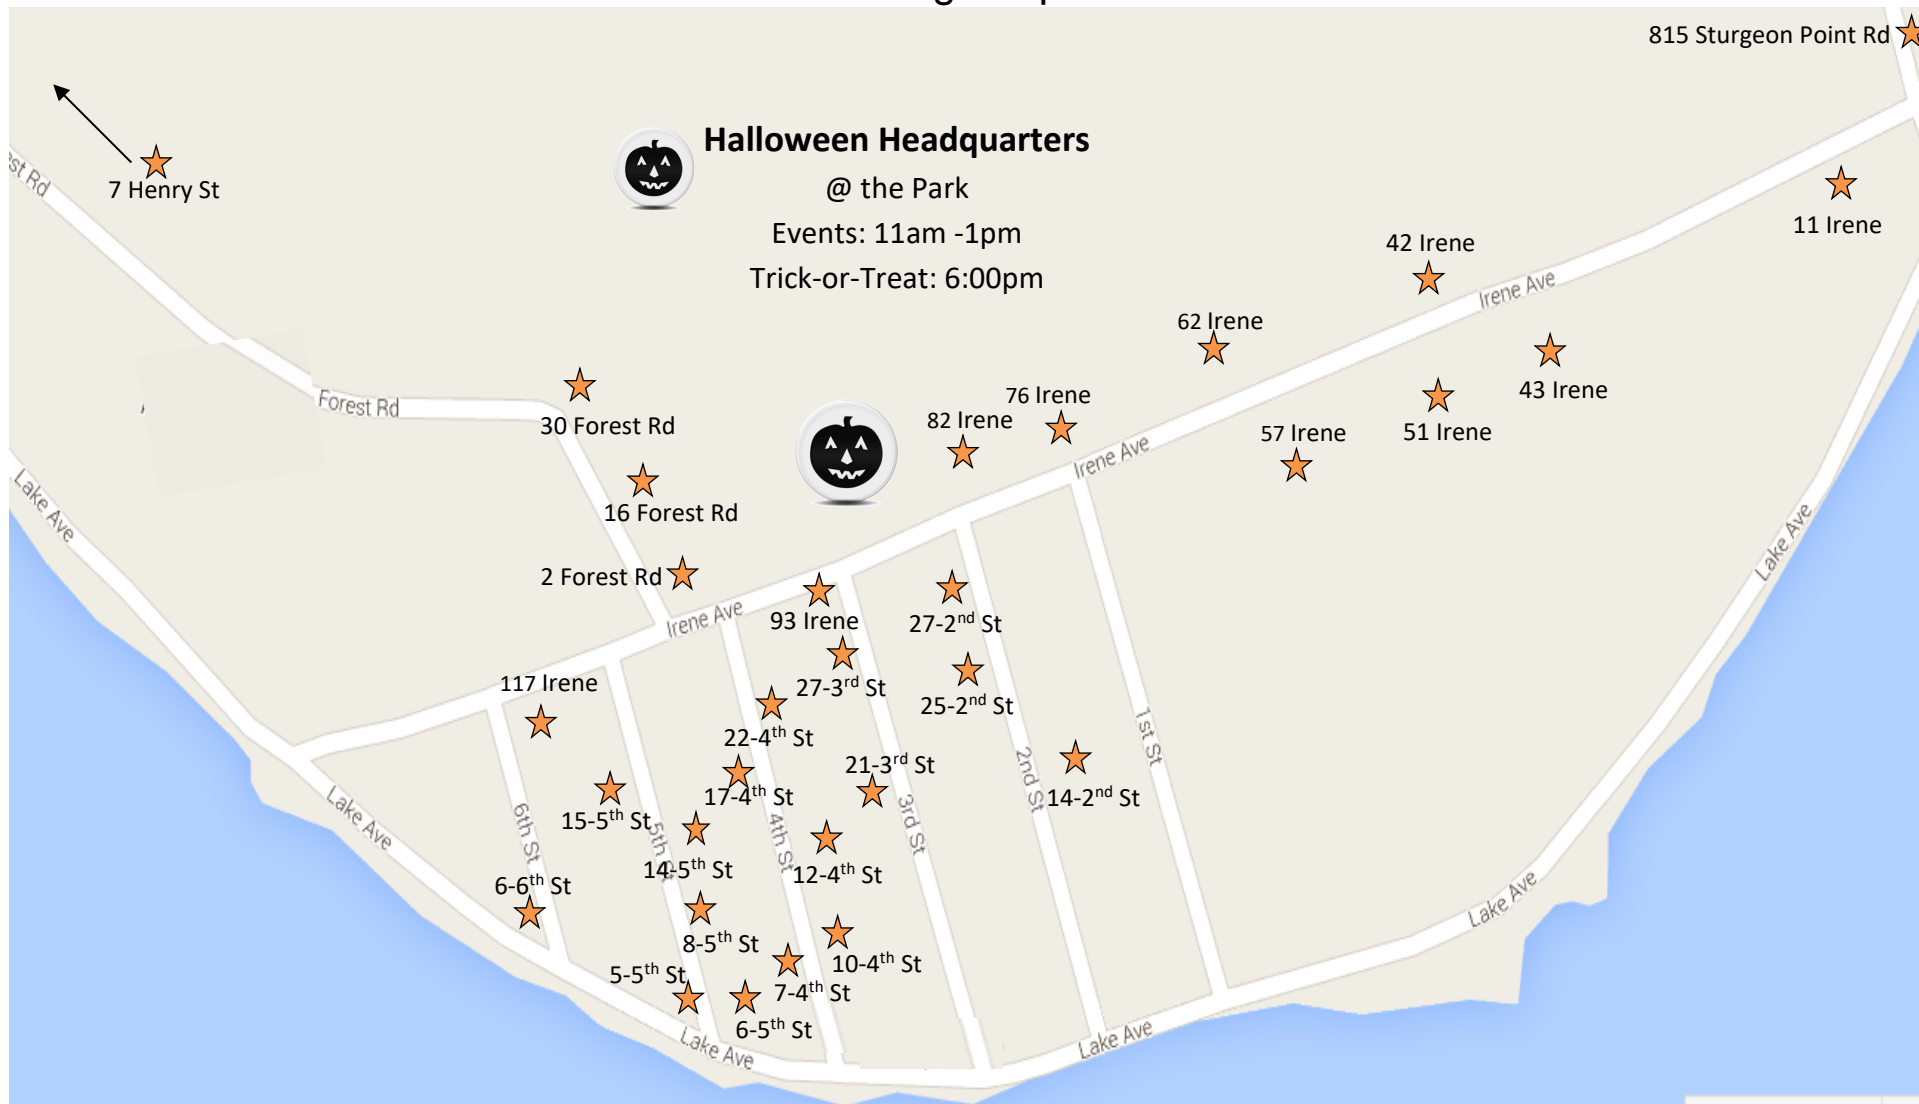 815 Sturgeon Point Rd
Halloween Headquarters
@ the Park
Events: 11am -1pm
Trick-or-Treat: 6:00pm
7 Henry St
11 Irene
42 Irene
Irene Ave
62 Irene
43 Irene
76 Irene
82 Irene
51 Irene
57 Irene
Irene Ave
Forest Rd
30 Forest Rd
16 Forest Rd
2 Forest Rd
Lake Ave
Lake Ave
Irene Ave
93 Irene
27-2nd St
27-3rd St
25-2nd St
117 Irene
22-4th St
21-3rd St
17-4th St
14-2nd St
1st St
2nd St
3rd St
4th St
5th St
6th St
15-5th St
14-5th St
12-4th St
Lake Ave
6-6th St
8-5th St
10-4th St
5-5th St
7-4th St
6-5th St
Lake Ave
Lake Ave
Lake Ave